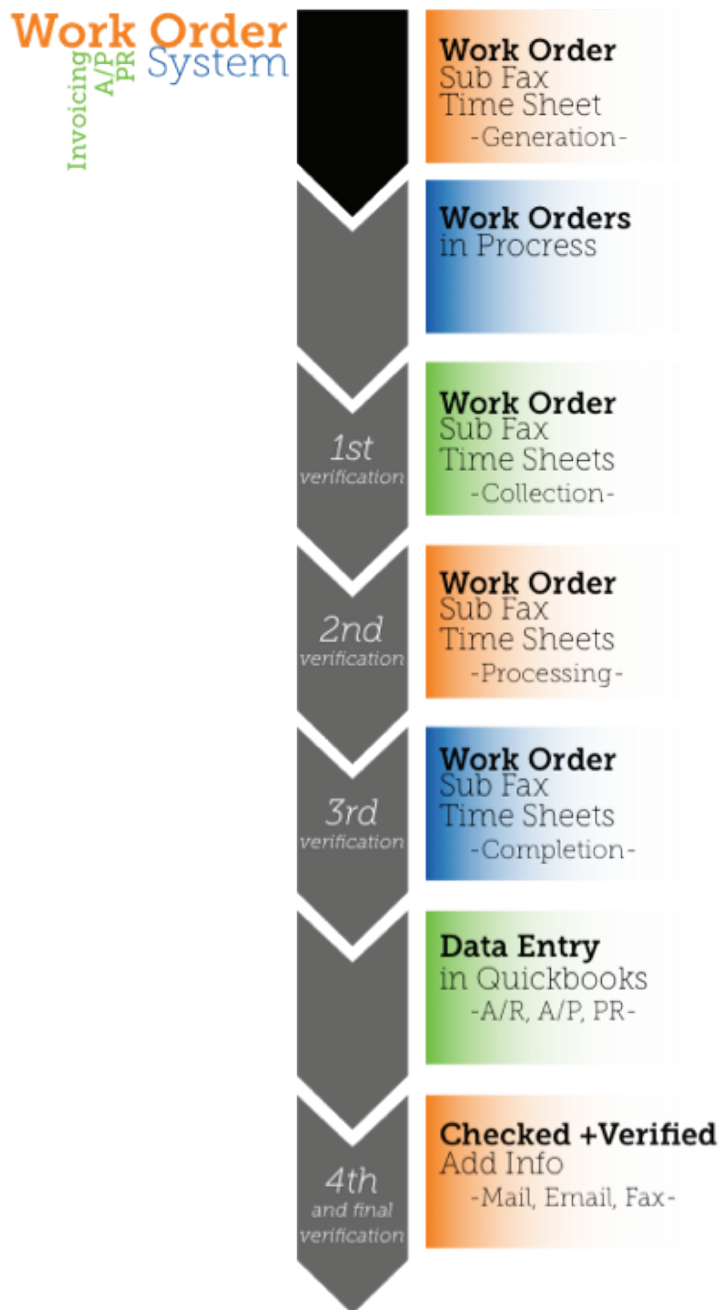 Work Order
System
Invoicing
A/P
PR
Work Order
Sub Fax
Time Sheet
-Generation-
Work Orders
in Procress
1st
verification
Work Order
Sub Fax
Time Sheets
-Collection-
2nd
verification
Work Order
Sub Fax
Time Sheets
-Processing-
3rd
verification
Work Order
Sub Fax
Time Sheets
-Completion-
Data Entry
in Quickbooks
-A/R, A/P, PR-
4th
and final
verification
Checked +Verified
Add Info
-Mail, Email, Fax-